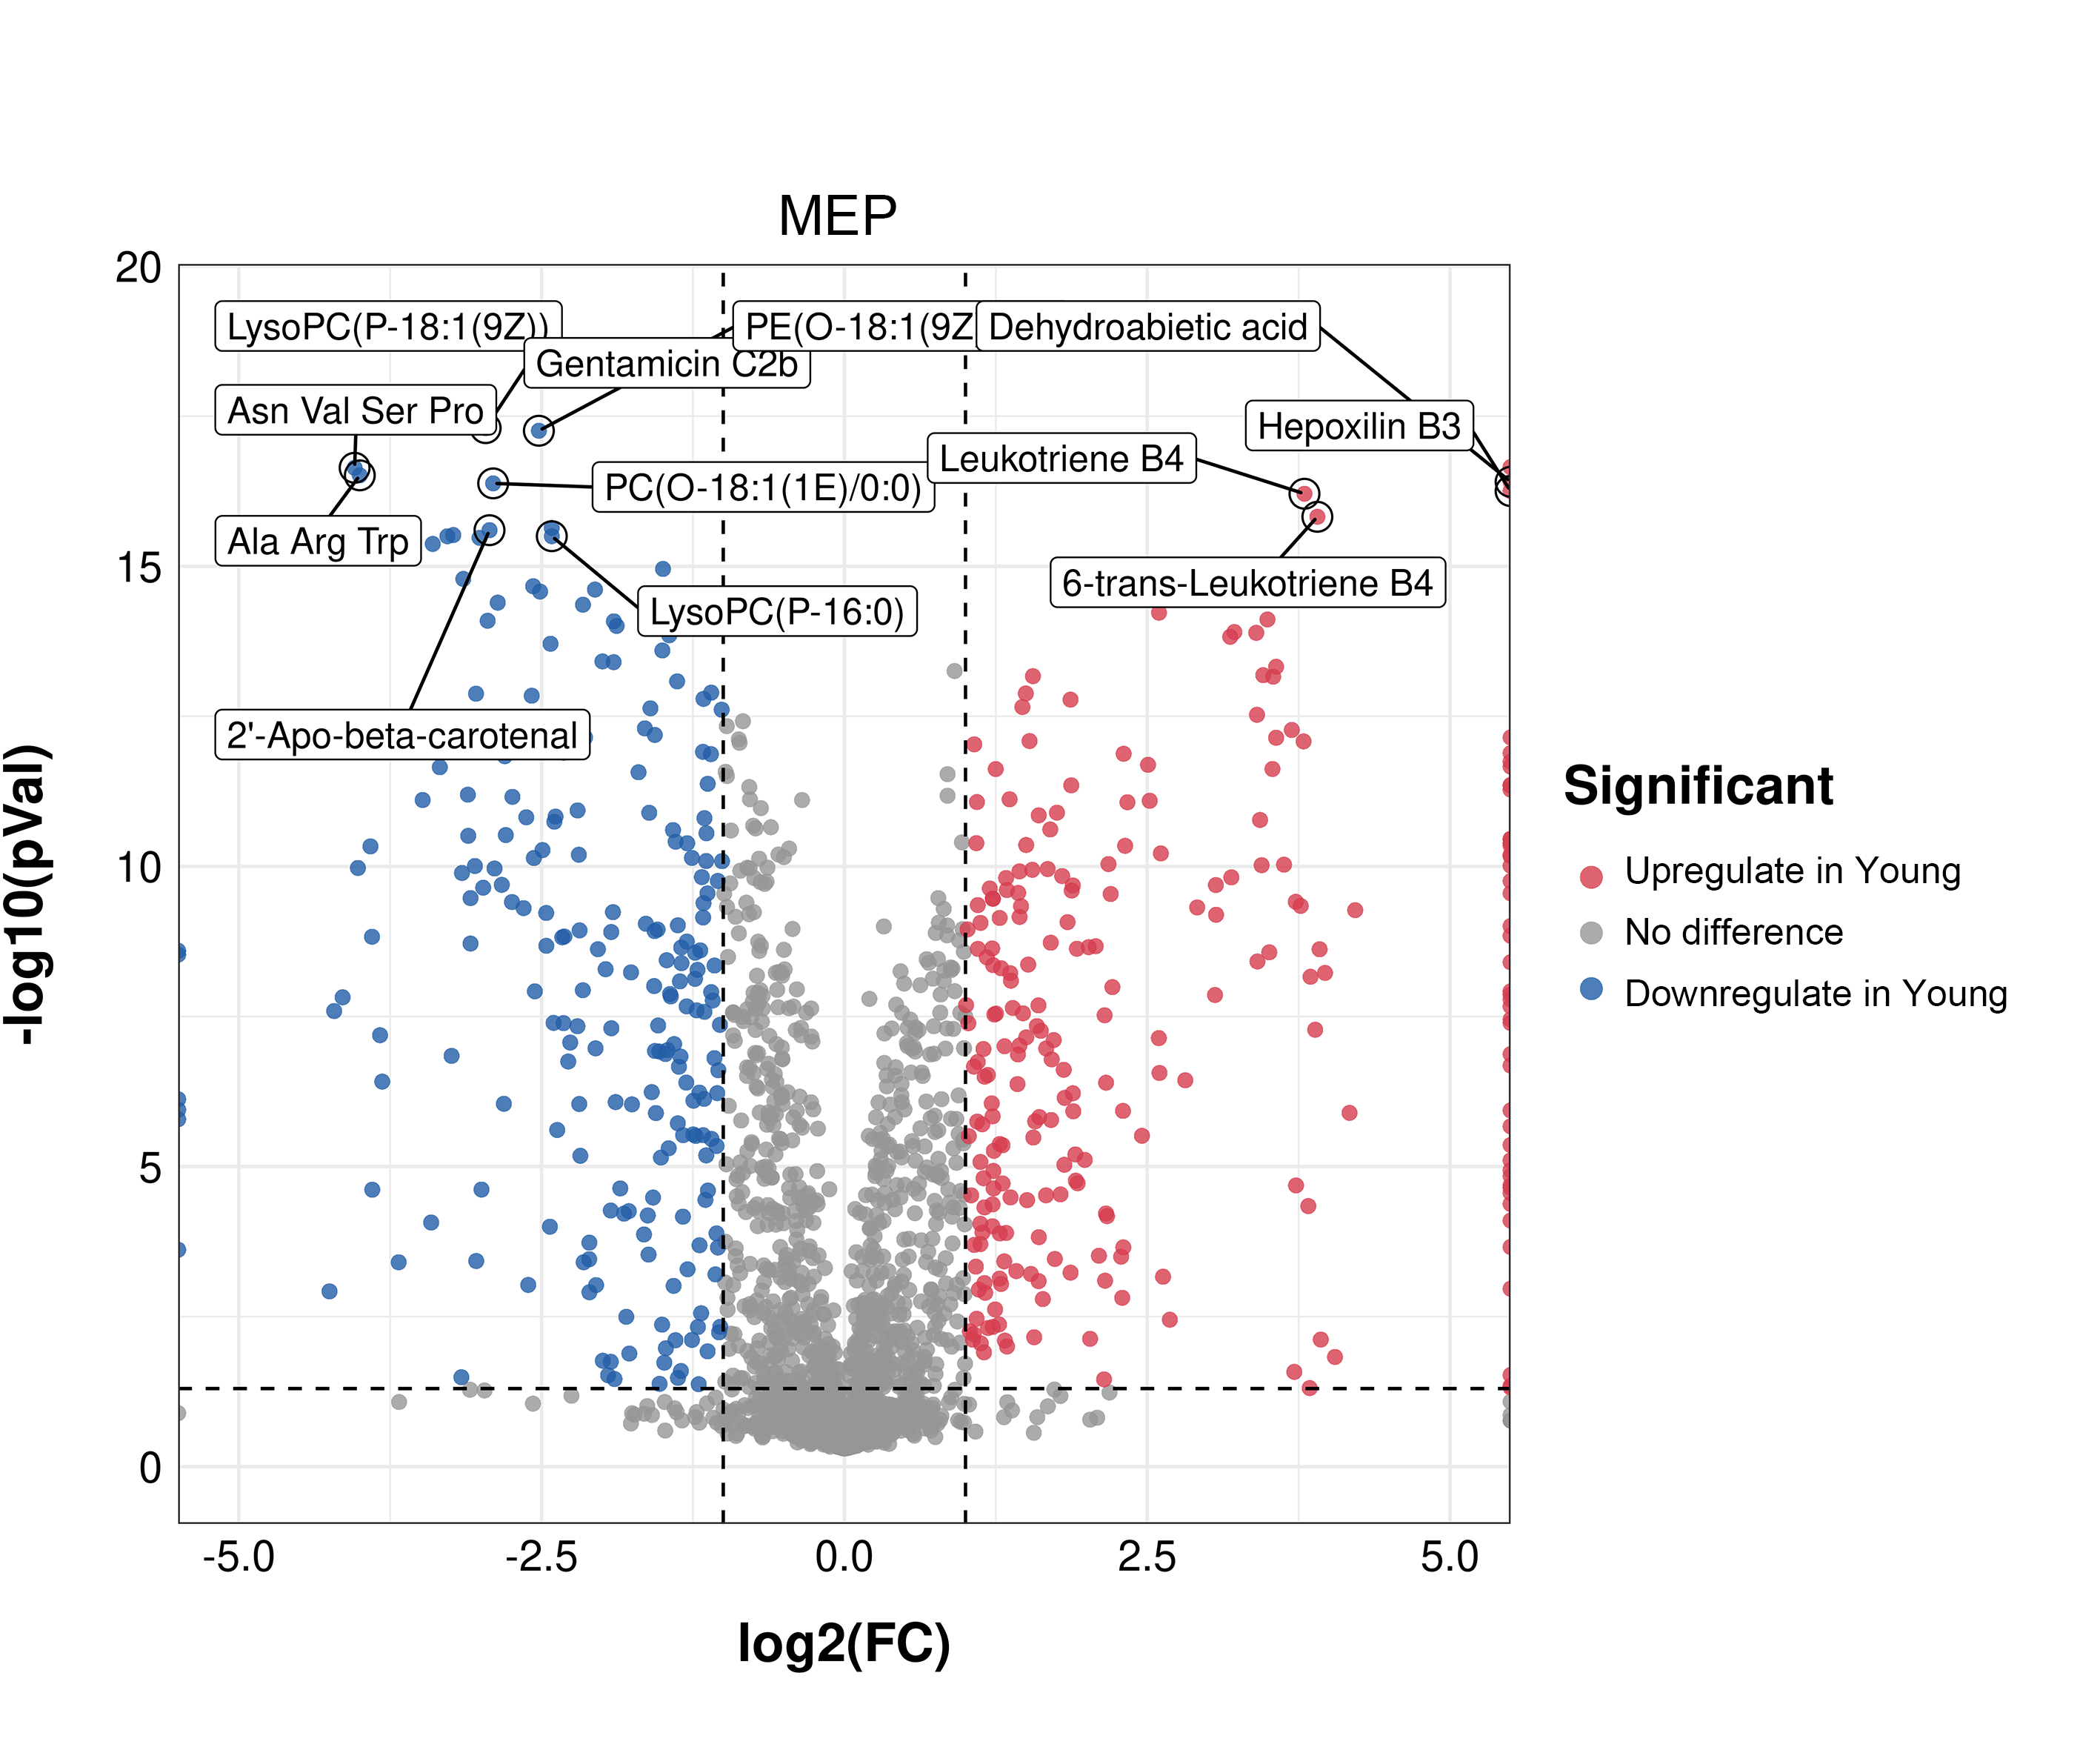 MEP
20
LysoPC(P-18:1(9Z))
PE(O-18:1(9Z
Dehydroabietic acid
Gentamicin C2b
Asn Val Ser Pro
Hepoxilin B3
Leukotriene B4
PC(O-18:1(1E)/0:0)
Ala Arg Trp
15
6-trans-Leukotriene B4
LysoPC(P-16:0)
2'-Apo-beta-carotenal
-log10(pVal)
10
5
0
Significant
Upregulate in Young
No difference
Downregulate in Young
-5.0 -2.5 0.0 2.5 5.0
log2(FC)